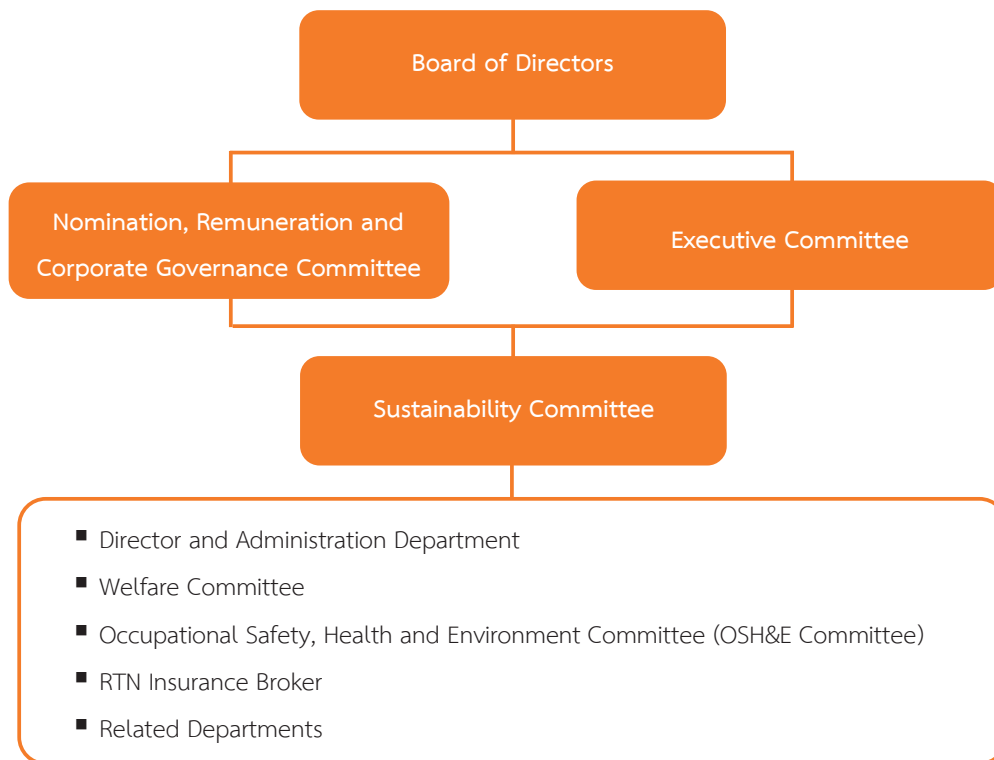 Board of Directors
Nomination, Remuneration and
Corporate Governance Committee
Executive Committee
Sustainability Committee
▪ Director and Administration Department
▪ Welfare Committee
▪ Occupational Safety, Health and Environment Committee (OSH&E Committee)
▪ RTN Insurance Broker
▪ Related Departments